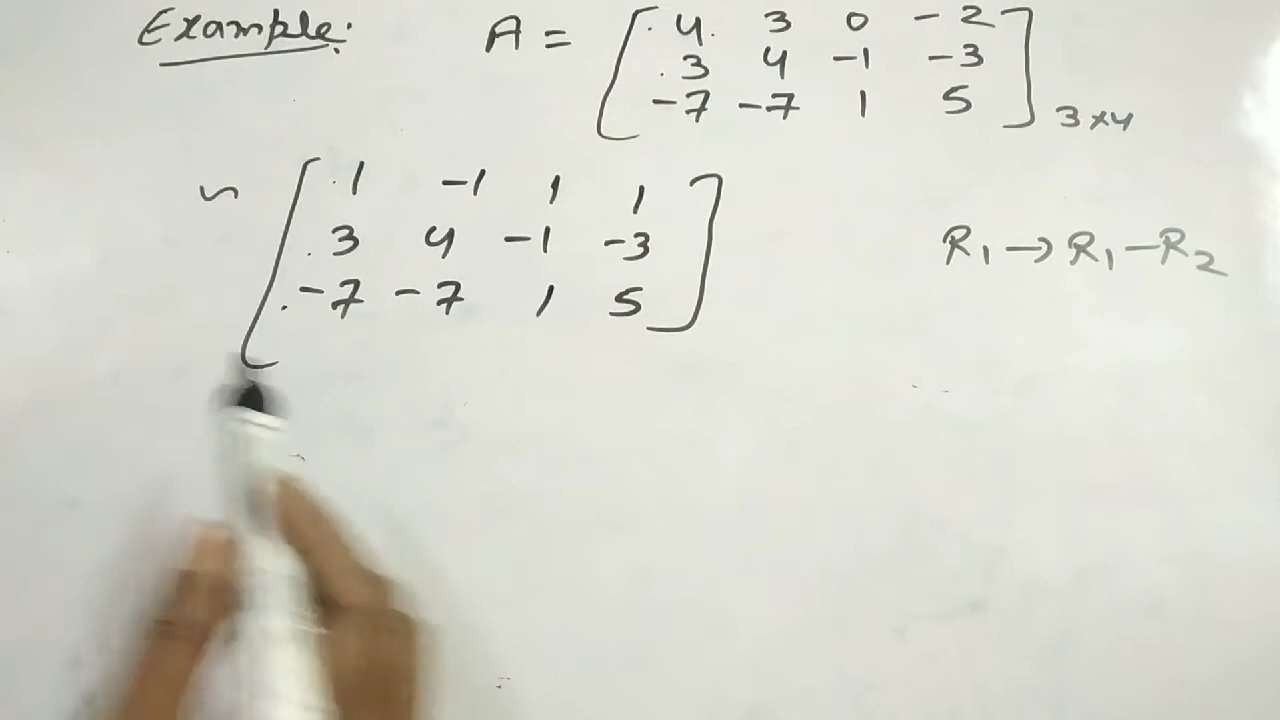 Example: A = [ 4 3 0 -2
3 4 -1 -3
-7 -7 1 5 ] 3×4
~ [ 1 -1 1 1
3 4 -1 -3 R1 → R1 - R2
-7 -7 1 5 ]